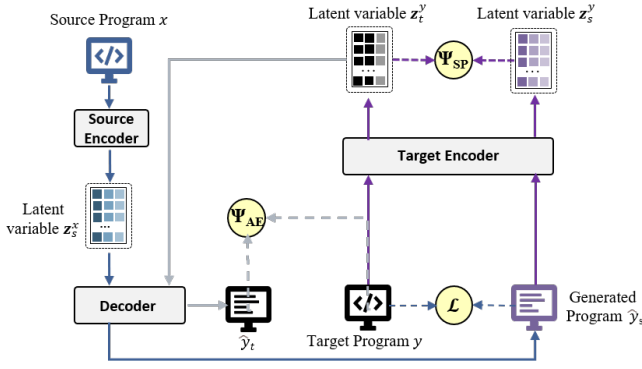 Source Program x
Latent variable z_t^y
Latent variable z_s^y
...
...
Ψ_SP
Source
Encoder
Target Encoder
Latent
variable z_s^x
...
Ψ_AE
Decoder
ŷ_t
Target Program y
ℒ
Generated
Program ŷ_s